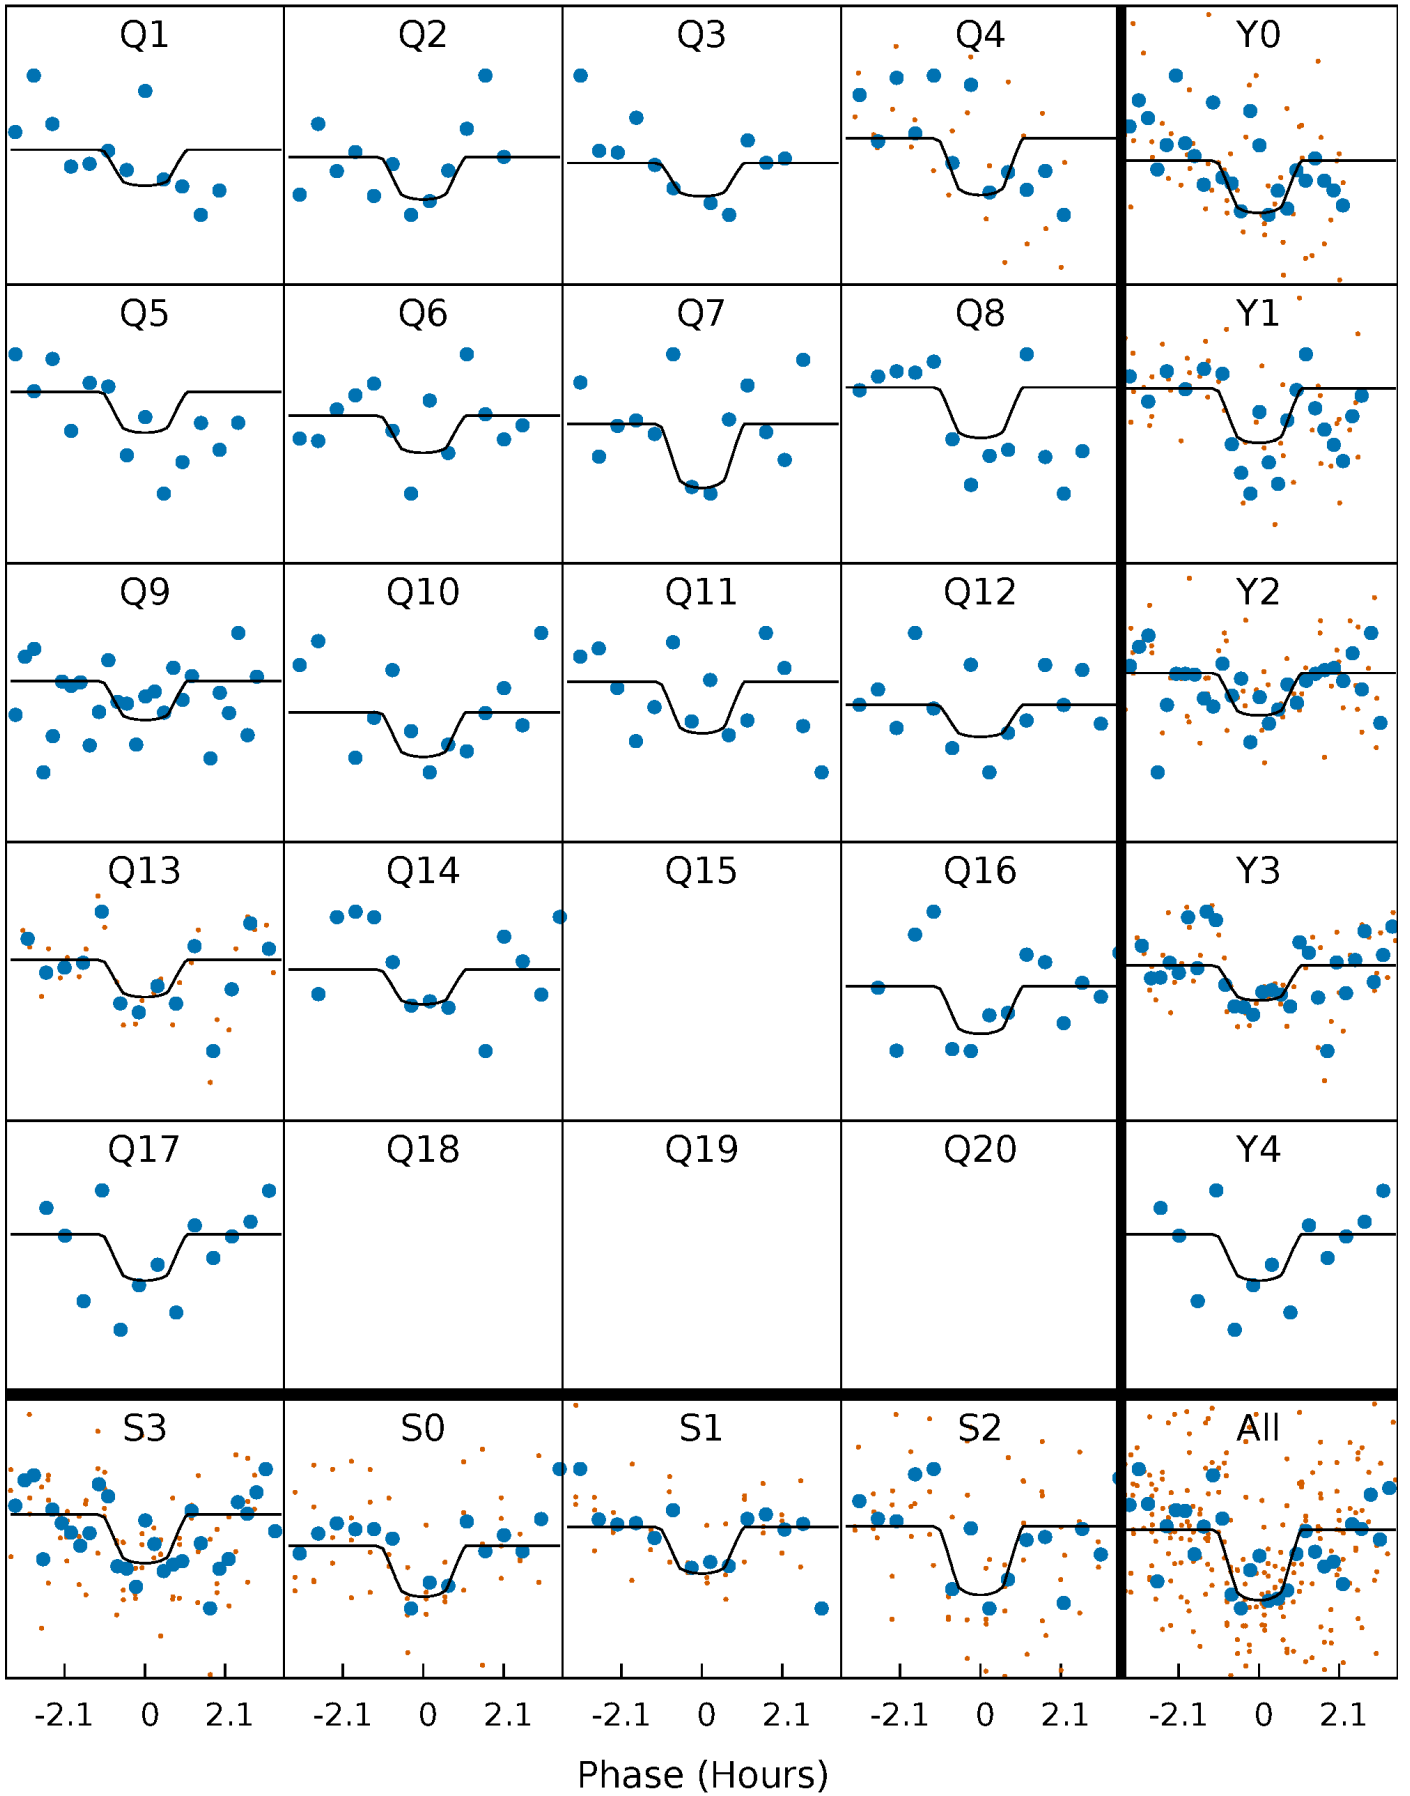 Q1 Q2 Q3 Q4 Y0
Q5 Q6 Q7 Q8 Y1
Q9 Q10 Q11 Q12 Y2
Q13 Q14 Q15 Q16 Y3
Q17 Q18 Q19 Q20 Y4
S3 S0 S1 S2 All
-2.1 0 2.1 -2.1 0 2.1 -2.1 0 2.1 -2.1 0 2.1 -2.1 0 2.1
Phase (Hours)